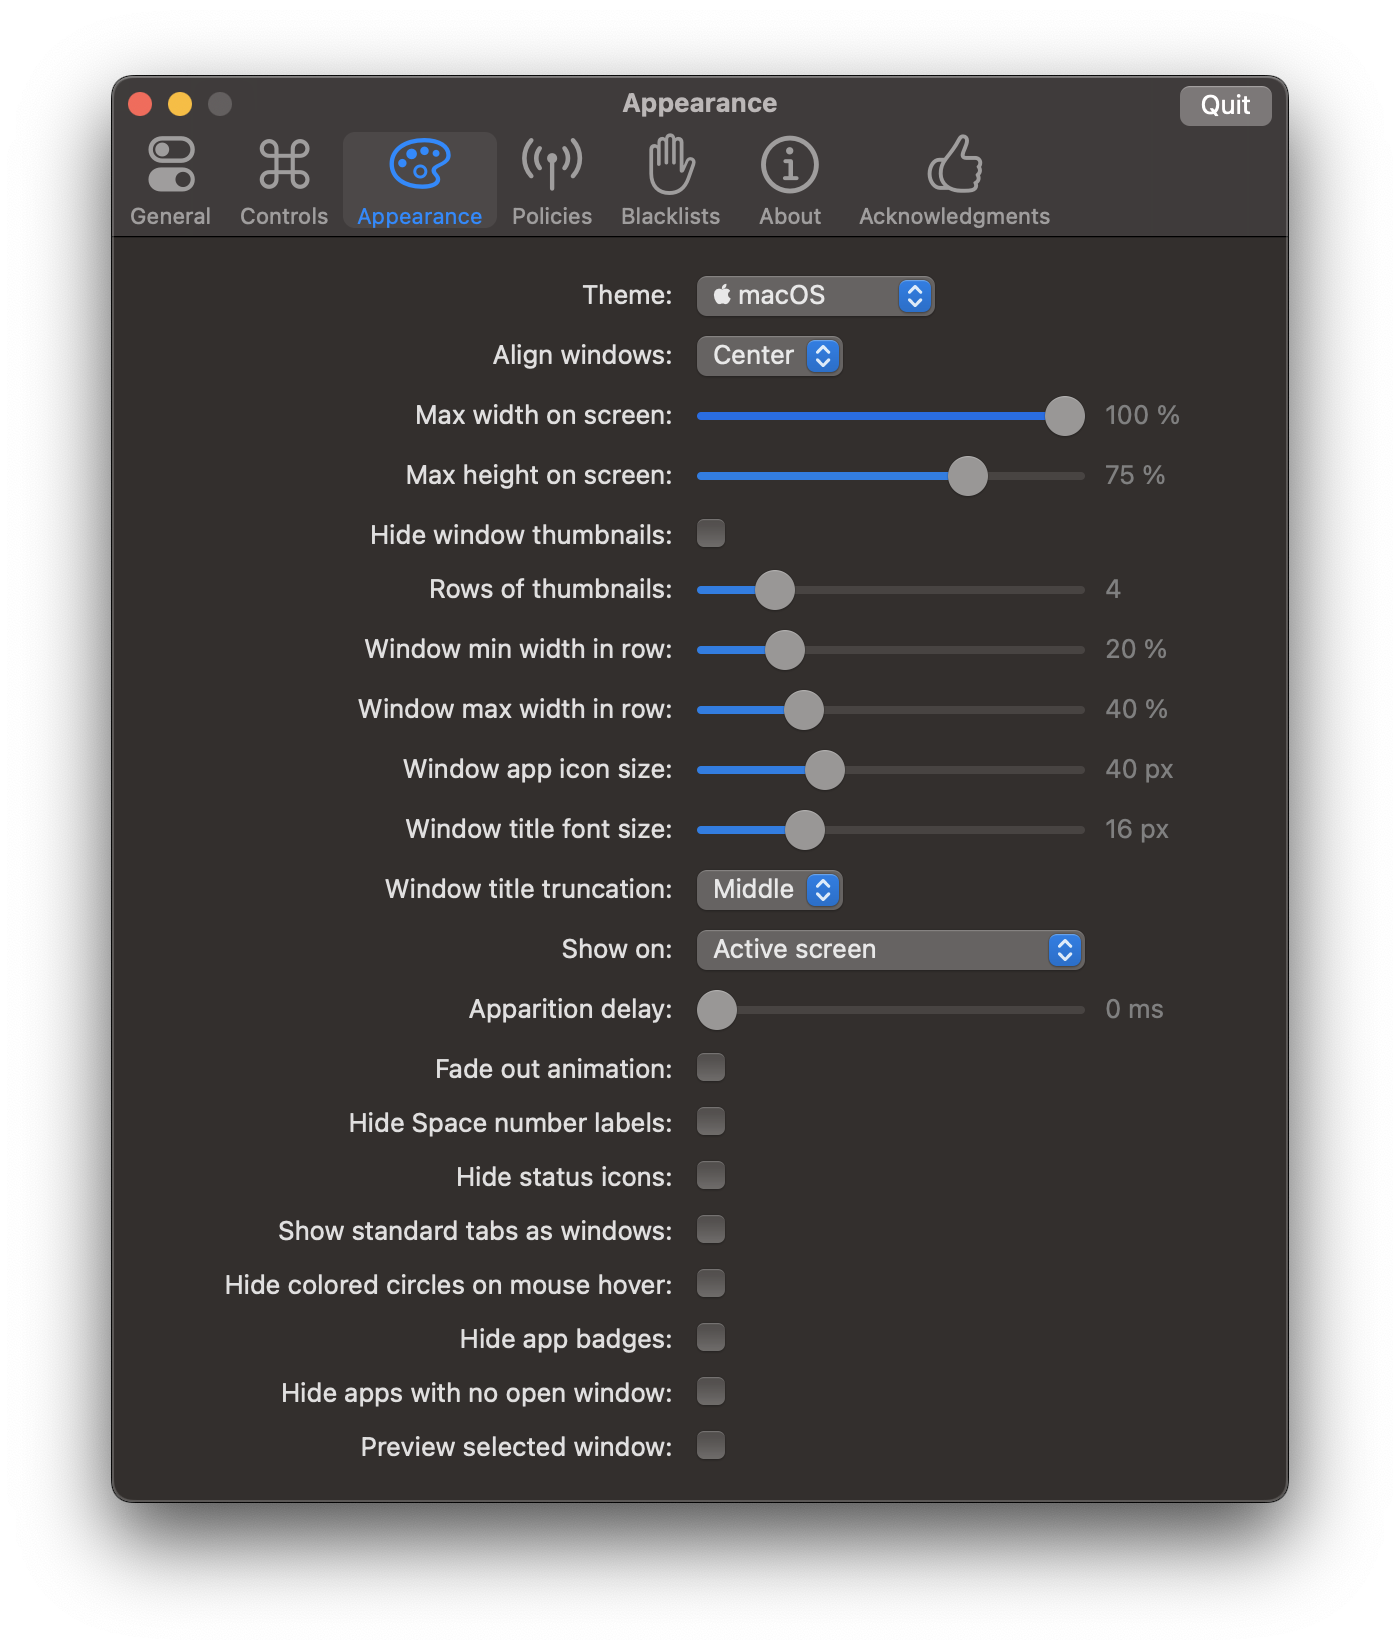 Appearance
Quit
General Controls Appearance Policies Blacklists About Acknowledgments
Theme: macOS
Align windows: Center
Max width on screen: 100 %
Max height on screen: 75 %
Hide window thumbnails:
Rows of thumbnails: 4
Window min width in row: 20 %
Window max width in row: 40 %
Window app icon size: 40 px
Window title font size: 16 px
Window title truncation: Middle
Show on: Active screen
Apparition delay: 0 ms
Fade out animation:
Hide Space number labels:
Hide status icons:
Show standard tabs as windows:
Hide colored circles on mouse hover:
Hide app badges:
Hide apps with no open window:
Preview selected window: